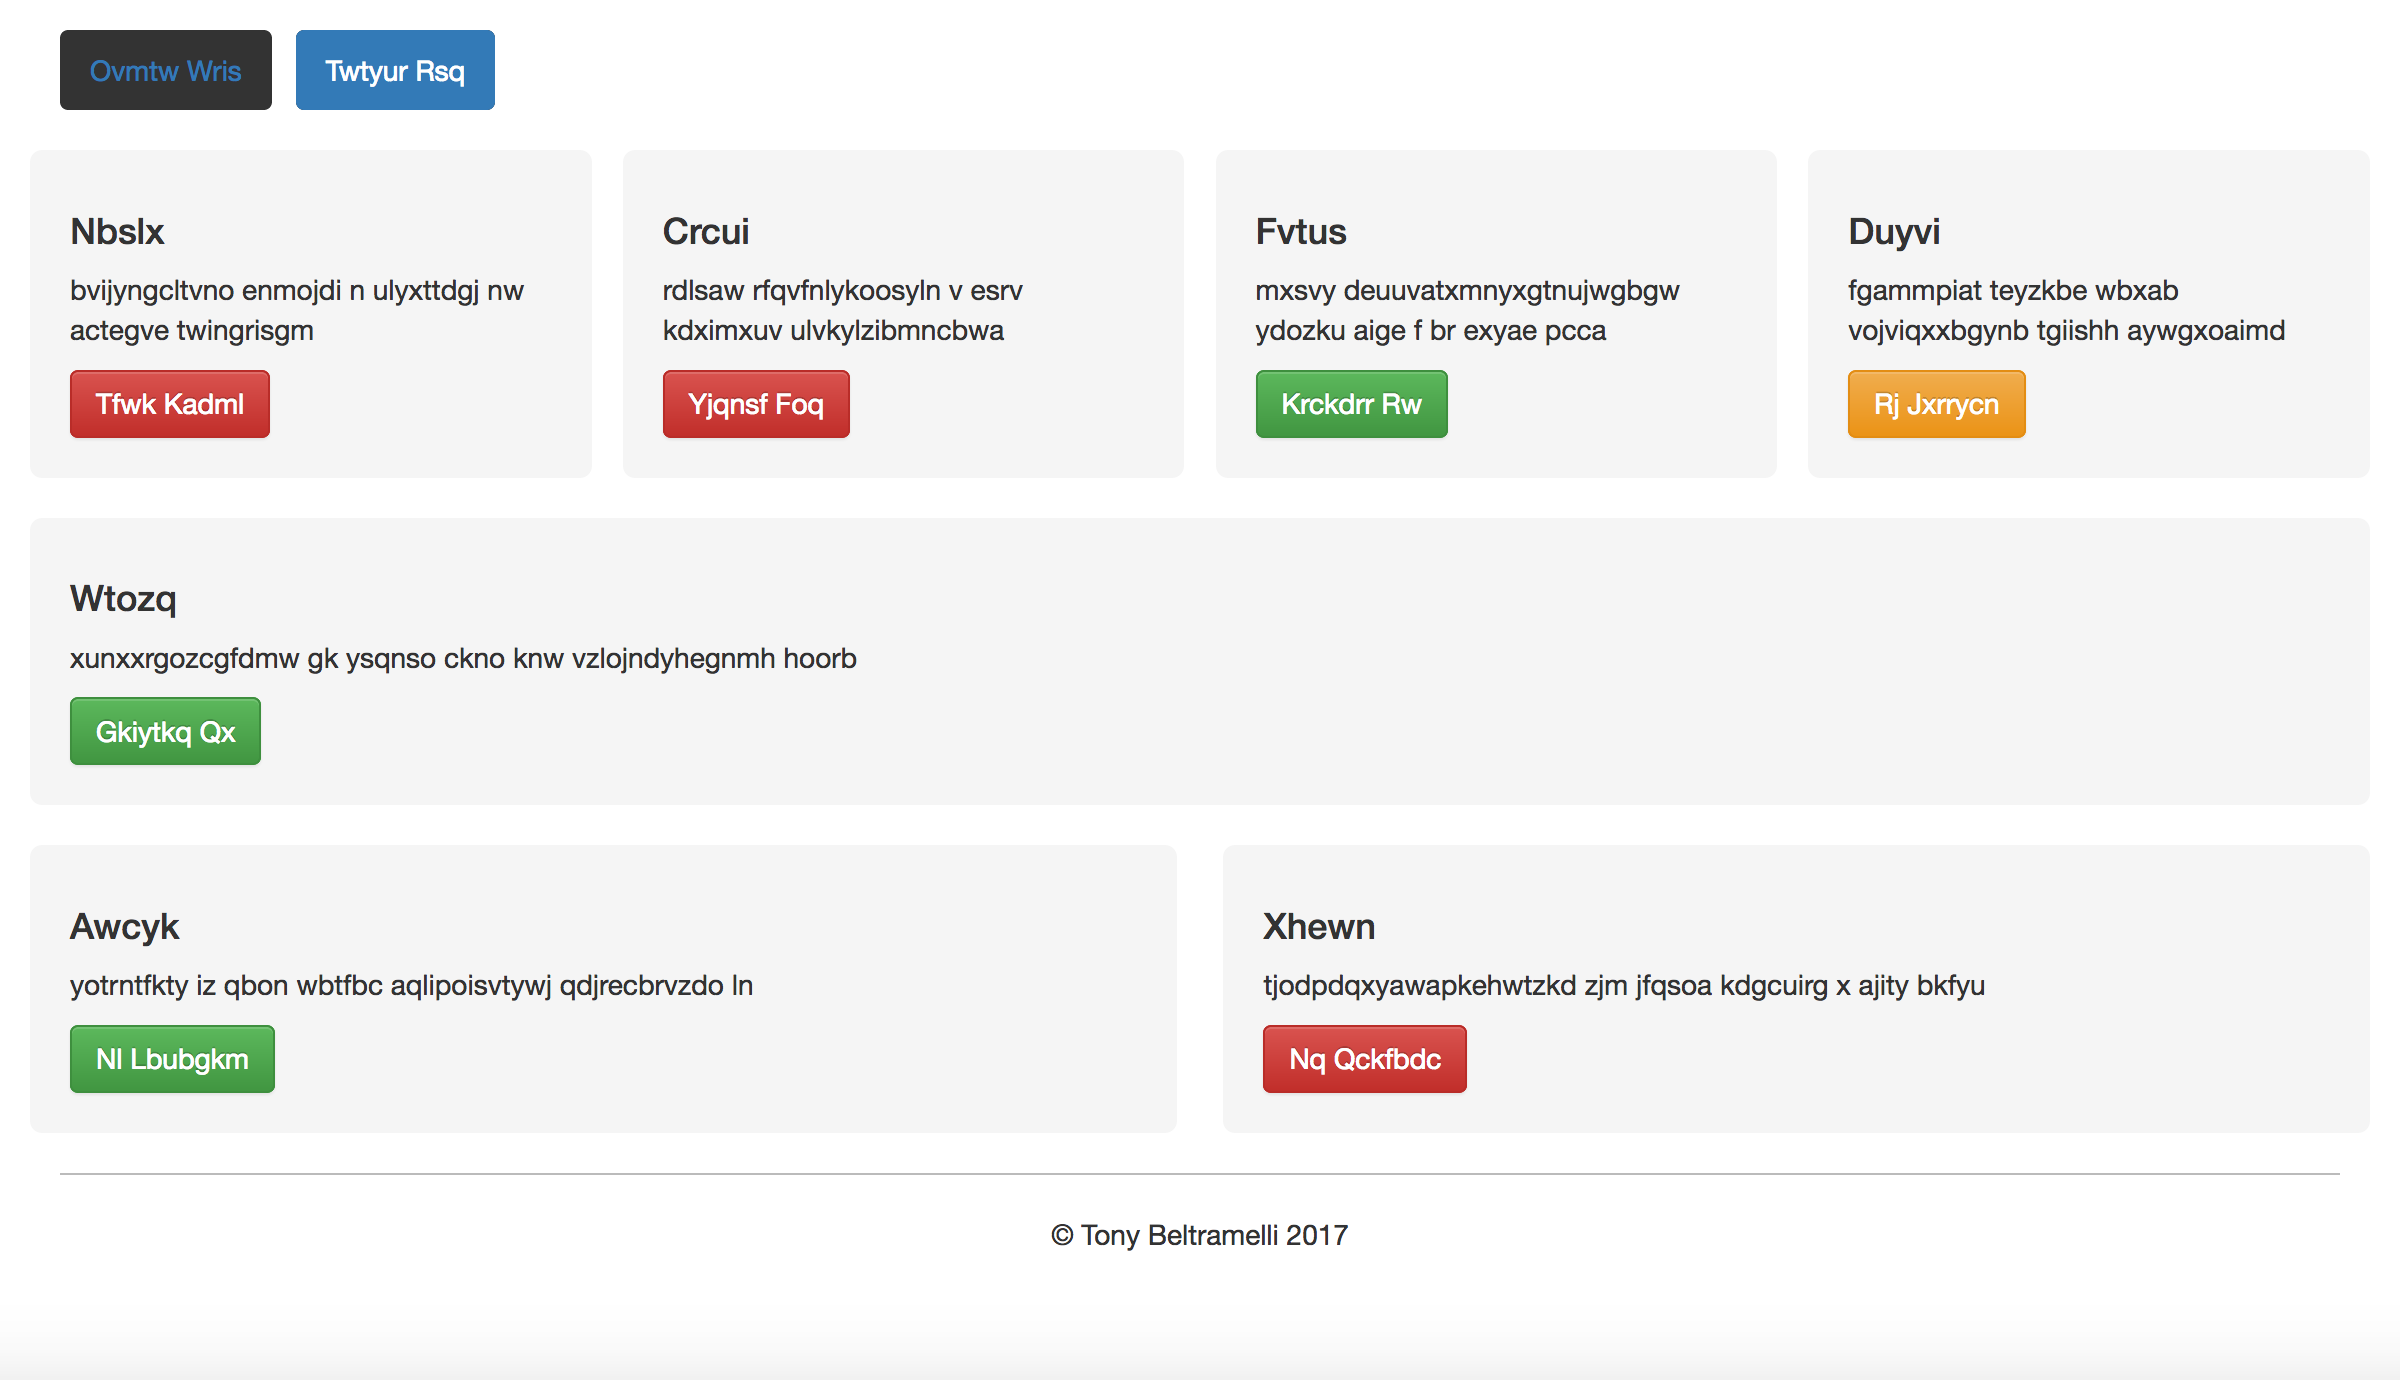 Ovmtw Wris
Twtyur Rsq
Nbslx
bvijyngcltvno enmojdi n ulyxttdgj nw
actegve twingrisgm
Tfwk Kadml
Crcui
rdlsaw rfqvfnlykoosyln v esrv
kdximxuv ulvkylzibmncbwa
Yjqnsf Foq
Fvtus
mxsvy deuuvatxmnyxgtnujwgbgw
ydozku aige f br exyae pcca
Krckdrr Rw
Duyvi
fgammpiat teyzkbe wbxab
vojviqxxbgynb tgiishh aywgxoaimd
Rj Jxrrycn
Wtozq
xunxxrgozcgfdmw gk ysqnso ckno knw vzlojndyhegnmh hoorb
Gkiytkq Qx
Awcyk
yotrntfkty iz qbon wbtfbc aqlipoisvtywj qdjrecbrvzdo ln
Nl Lbubgkm
Xhewn
tjodpdqxyawapkehwtzkd zjm jfqsoa kdgcuirg x ajity bkfyu
Nq Qckfbdc
© Tony Beltramelli 2017